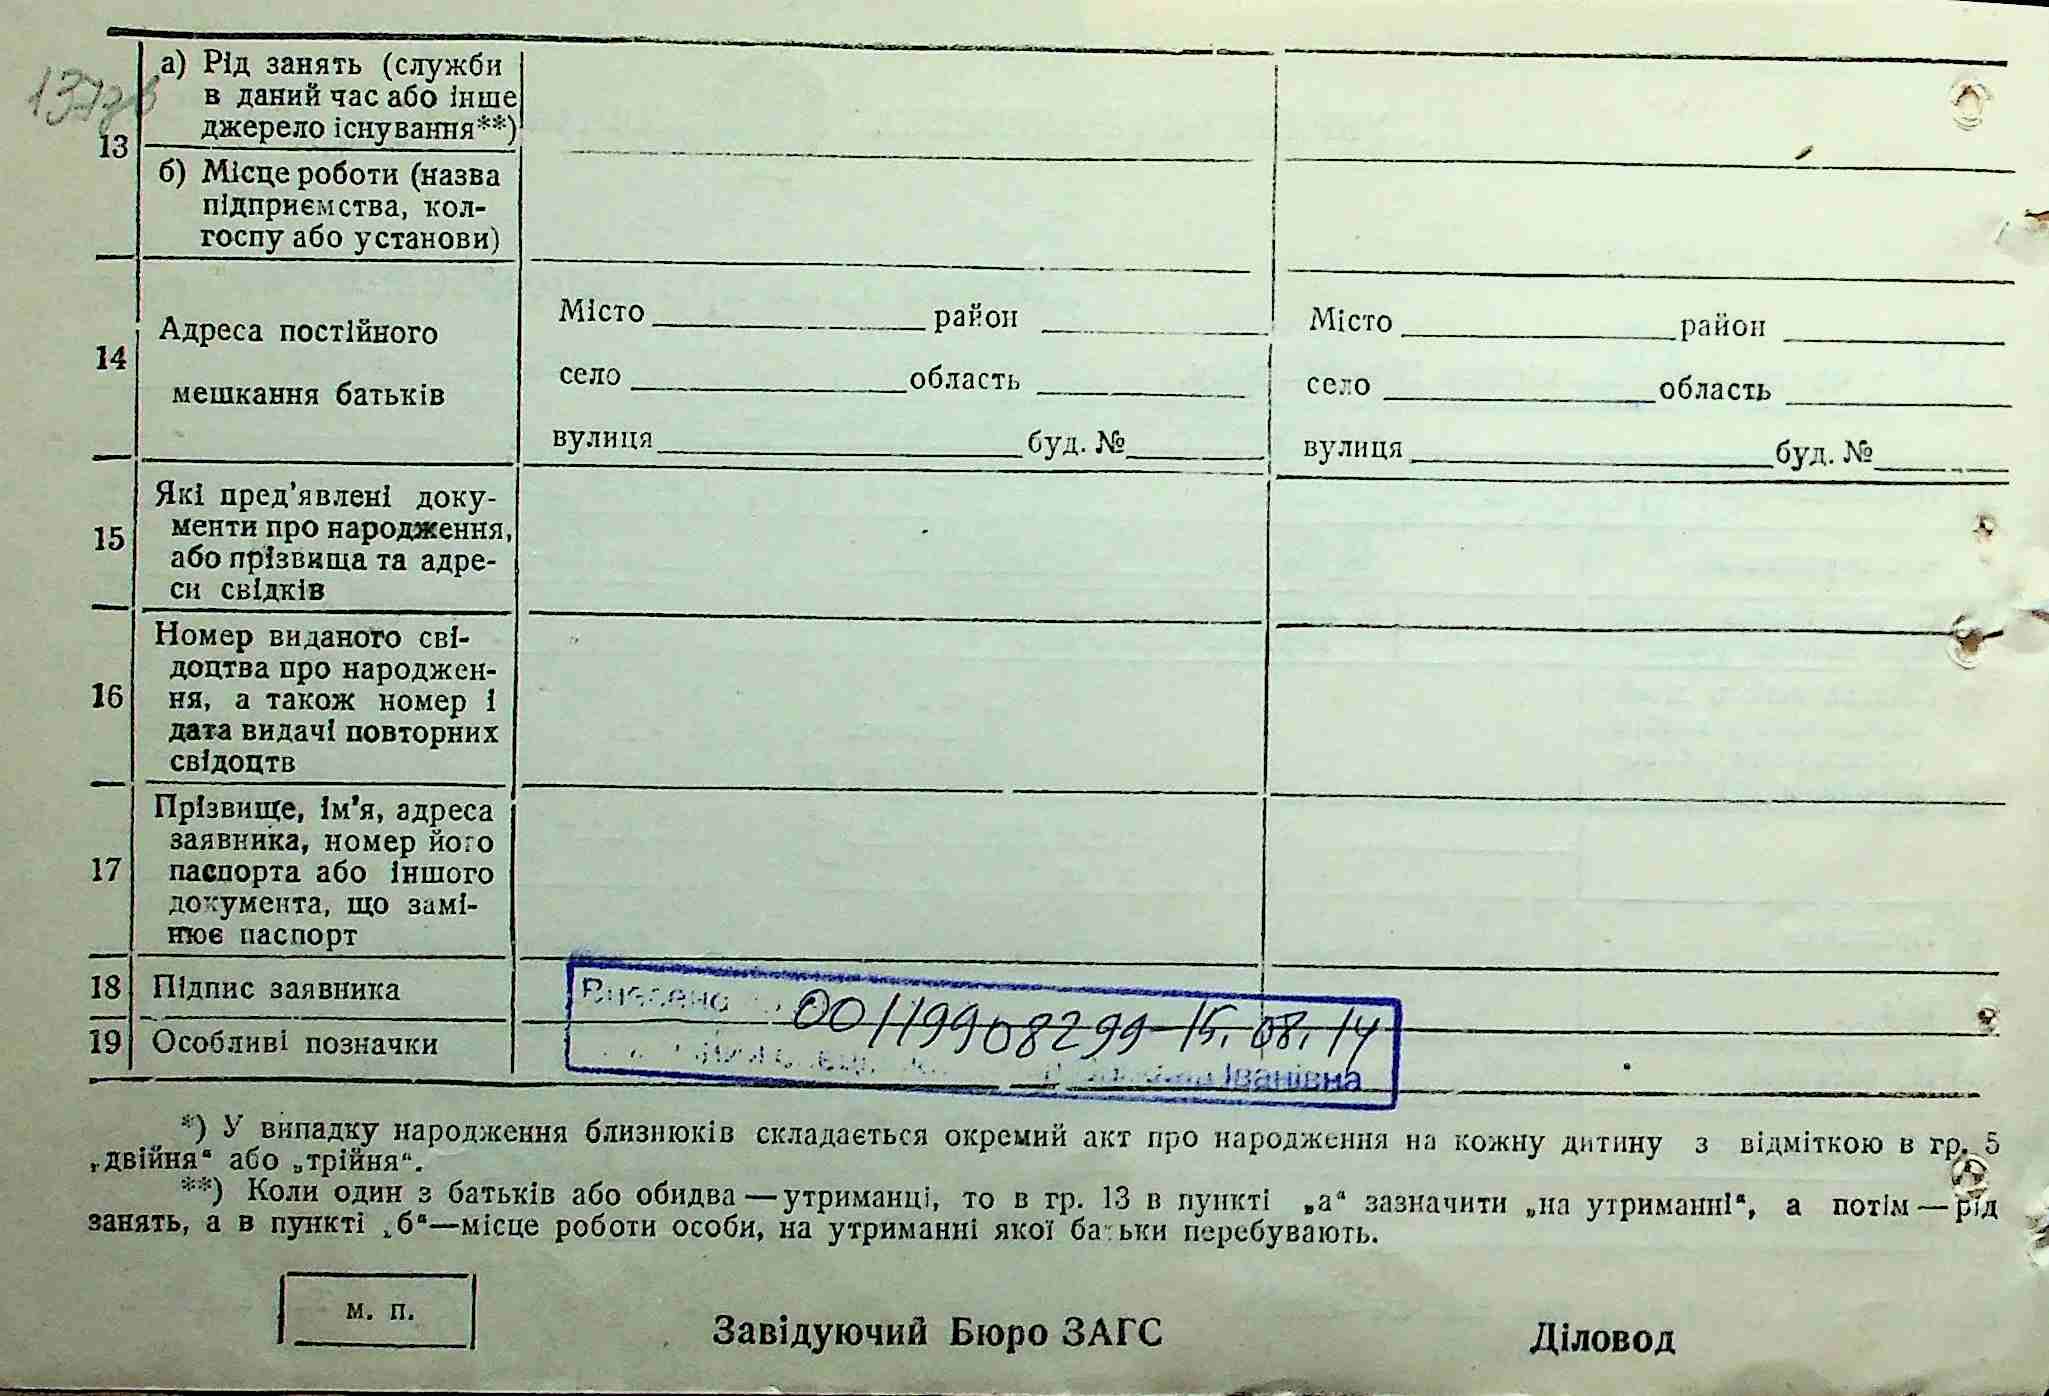 13
а) Рід занять (служби
в даний час або інше
джерело існування**)
б) Місце роботи (назва
підприємства, кол-
госпу або установи)
14
Адреса постійного
мешкання батьків
Місто район
село область
вулиця буд. №
Місто район
село область
вулиця буд. №
15
Які пред'явлені доку-
менти про народження,
або прізвища та адре-
си свідків
16
Номер виданого сві-
доцтва про народжен-
ня, а також номер і
дата видачі повторних
свідоцтв
17
Прізвище, ім'я, адреса
заявника, номер його
паспорта або іншого
документа, що замі-
нює паспорт
18 Підпис заявника
19 Особливі позначки
Внесено
00119908299 15.08.14
Іванівна
*) У випадку народження близнюків складається окремий акт про народження на кожну дитину з відміткою в гр. 5
„двійня“ або „трійня“.
**) Коли один з батьків або обидва — утриманці, то в гр. 13 в пункті „а“ зазначити „на утриманні“, а потім — рід
занять, а в пункті „б“—місце роботи особи, на утриманні якої батьки перебувають.
м. п.
Завідуючий Бюро ЗАГС
Діловод